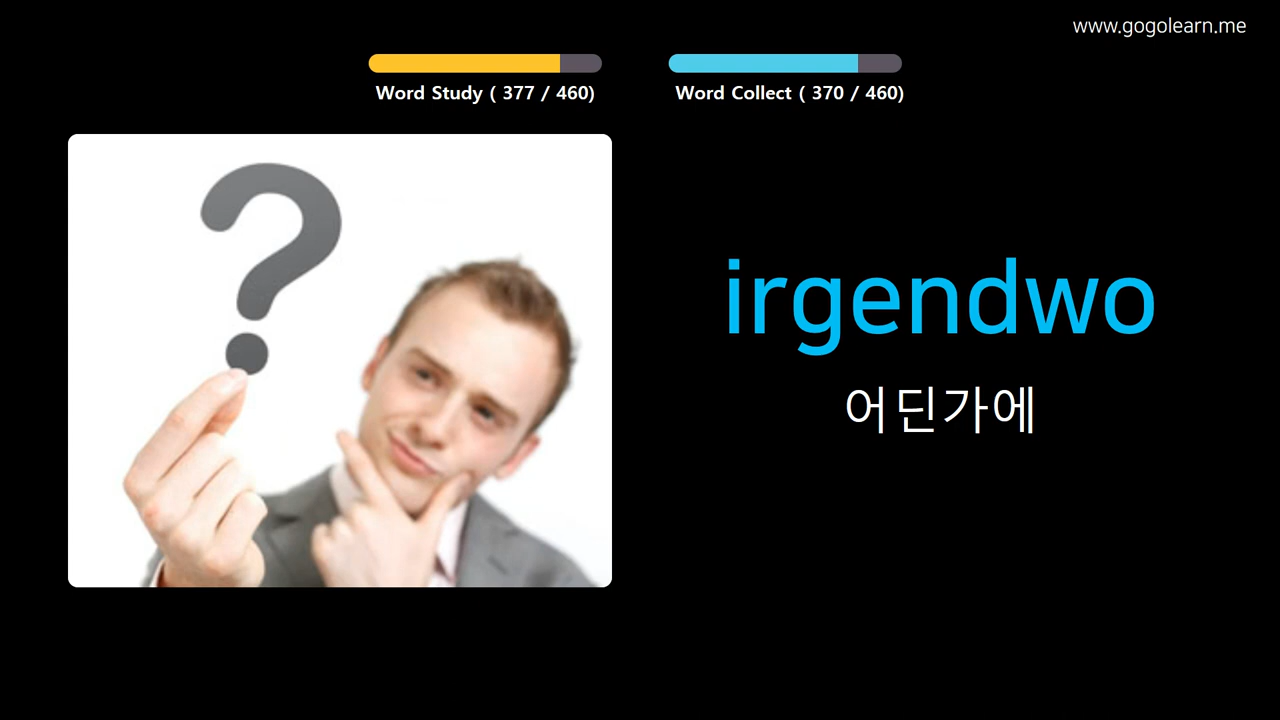 www.gogolearn.me
Word Study ( 377 / 460)
Word Collect ( 370 / 460)
?
irgendwo
어딘가에